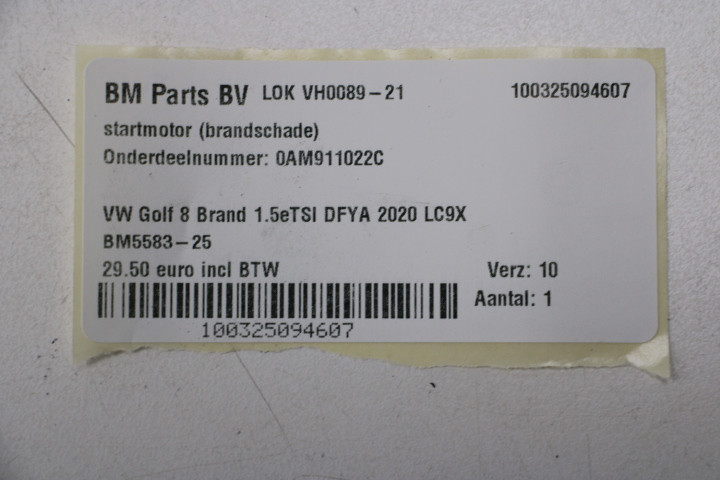 BM Parts BV LOK VH0089-21 100325094607
startmotor (brandschade)
Onderdeelnummer: 0AM911022C
VW Golf 8 Brand 1.5eTSI DFYA 2020 LC9X
BM5583-25
29.50 euro incl BTW Verz: 10
Aantal: 1
100325094607